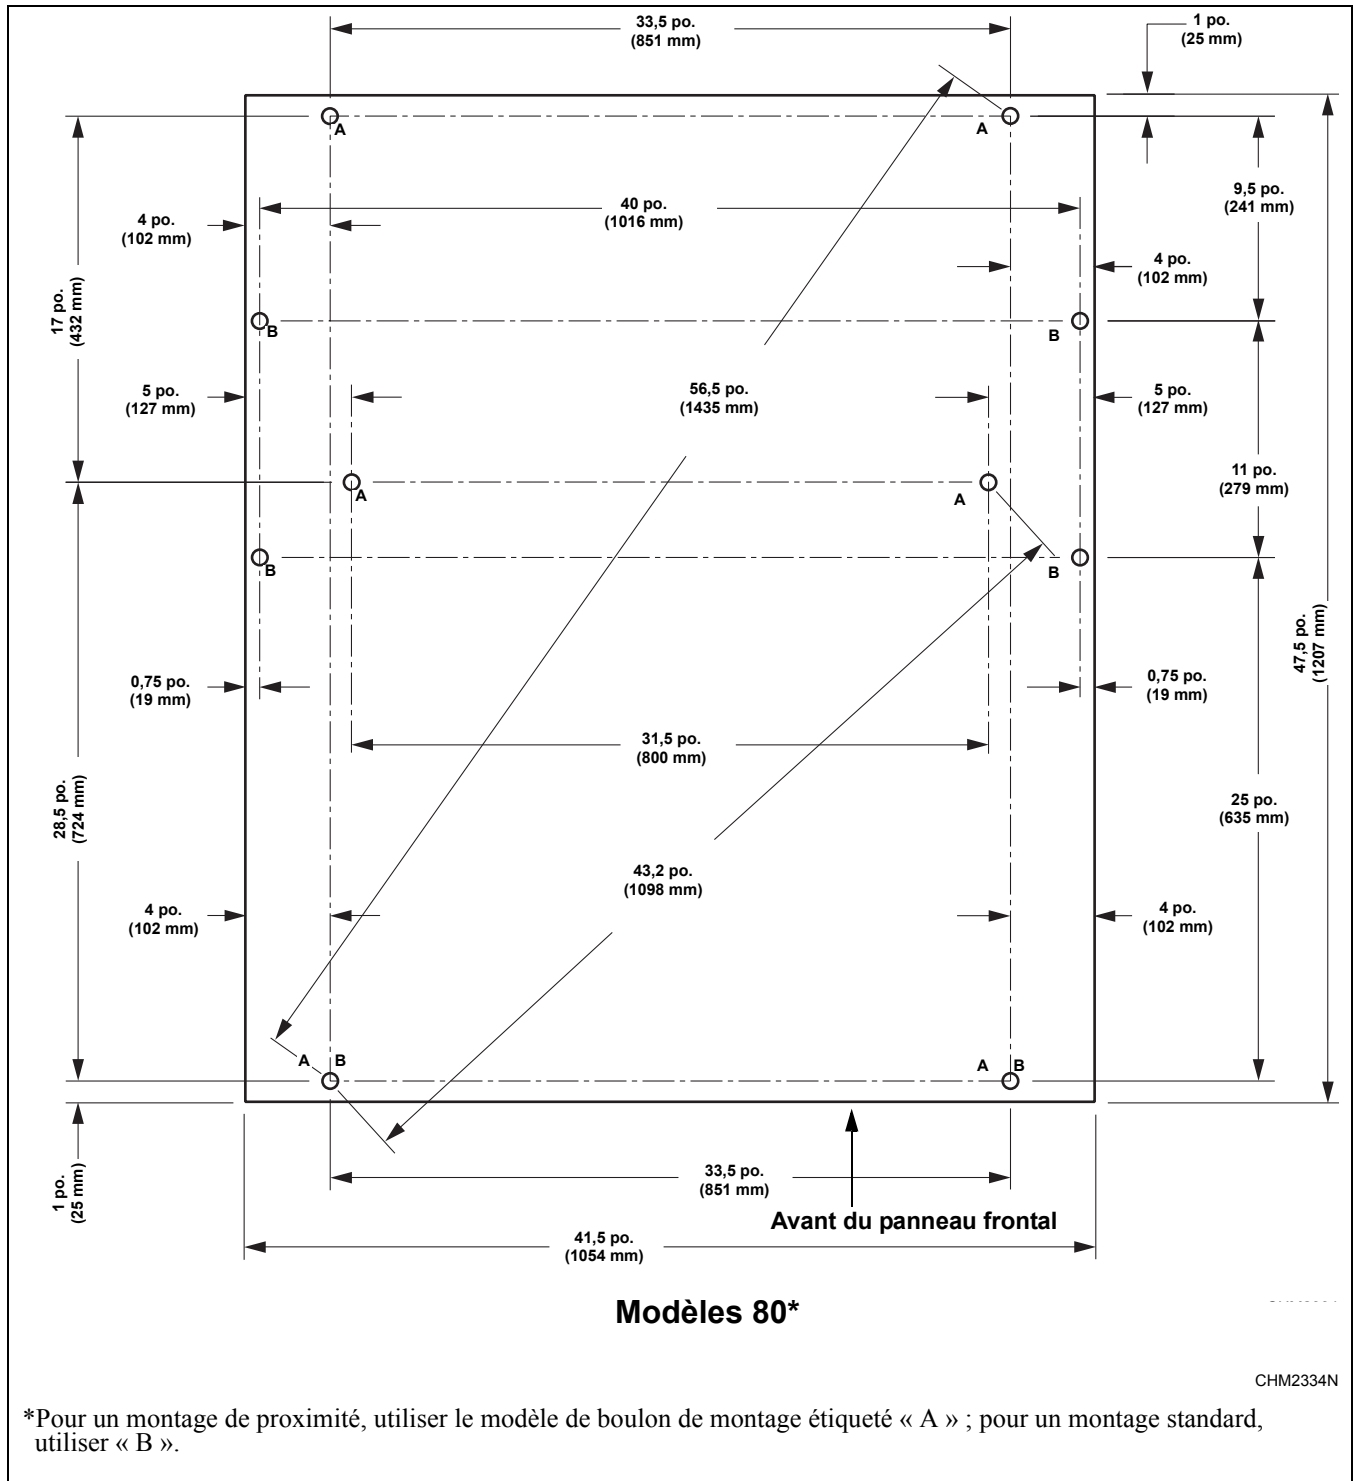 33,5 po.
(851 mm)
1 po.
(25 mm)
A
A
9,5 po.
(241 mm)
40 po.
(1016 mm)
4 po.
(102 mm)
4 po.
(102 mm)
17 po.
(432 mm)
B
B
5 po.
(127 mm)
56,5 po.
(1435 mm)
5 po.
(127 mm)
11 po.
(279 mm)
A
A
B
B
47,5 po.
(1207 mm)
0,75 po.
(19 mm)
0,75 po.
(19 mm)
31,5 po.
(800 mm)
28,5 po.
(724 mm)
25 po.
(635 mm)
43,2 po.
(1098 mm)
4 po.
(102 mm)
4 po.
(102 mm)
A B
A B
1 po.
(25 mm)
33,5 po.
(851 mm)
Avant du panneau frontal
41,5 po.
(1054 mm)
Modèles 80*
CHM2334N
*Pour un montage de proximité, utiliser le modèle de boulon de montage étiqueté « A » ; pour un montage standard,
utiliser « B ».